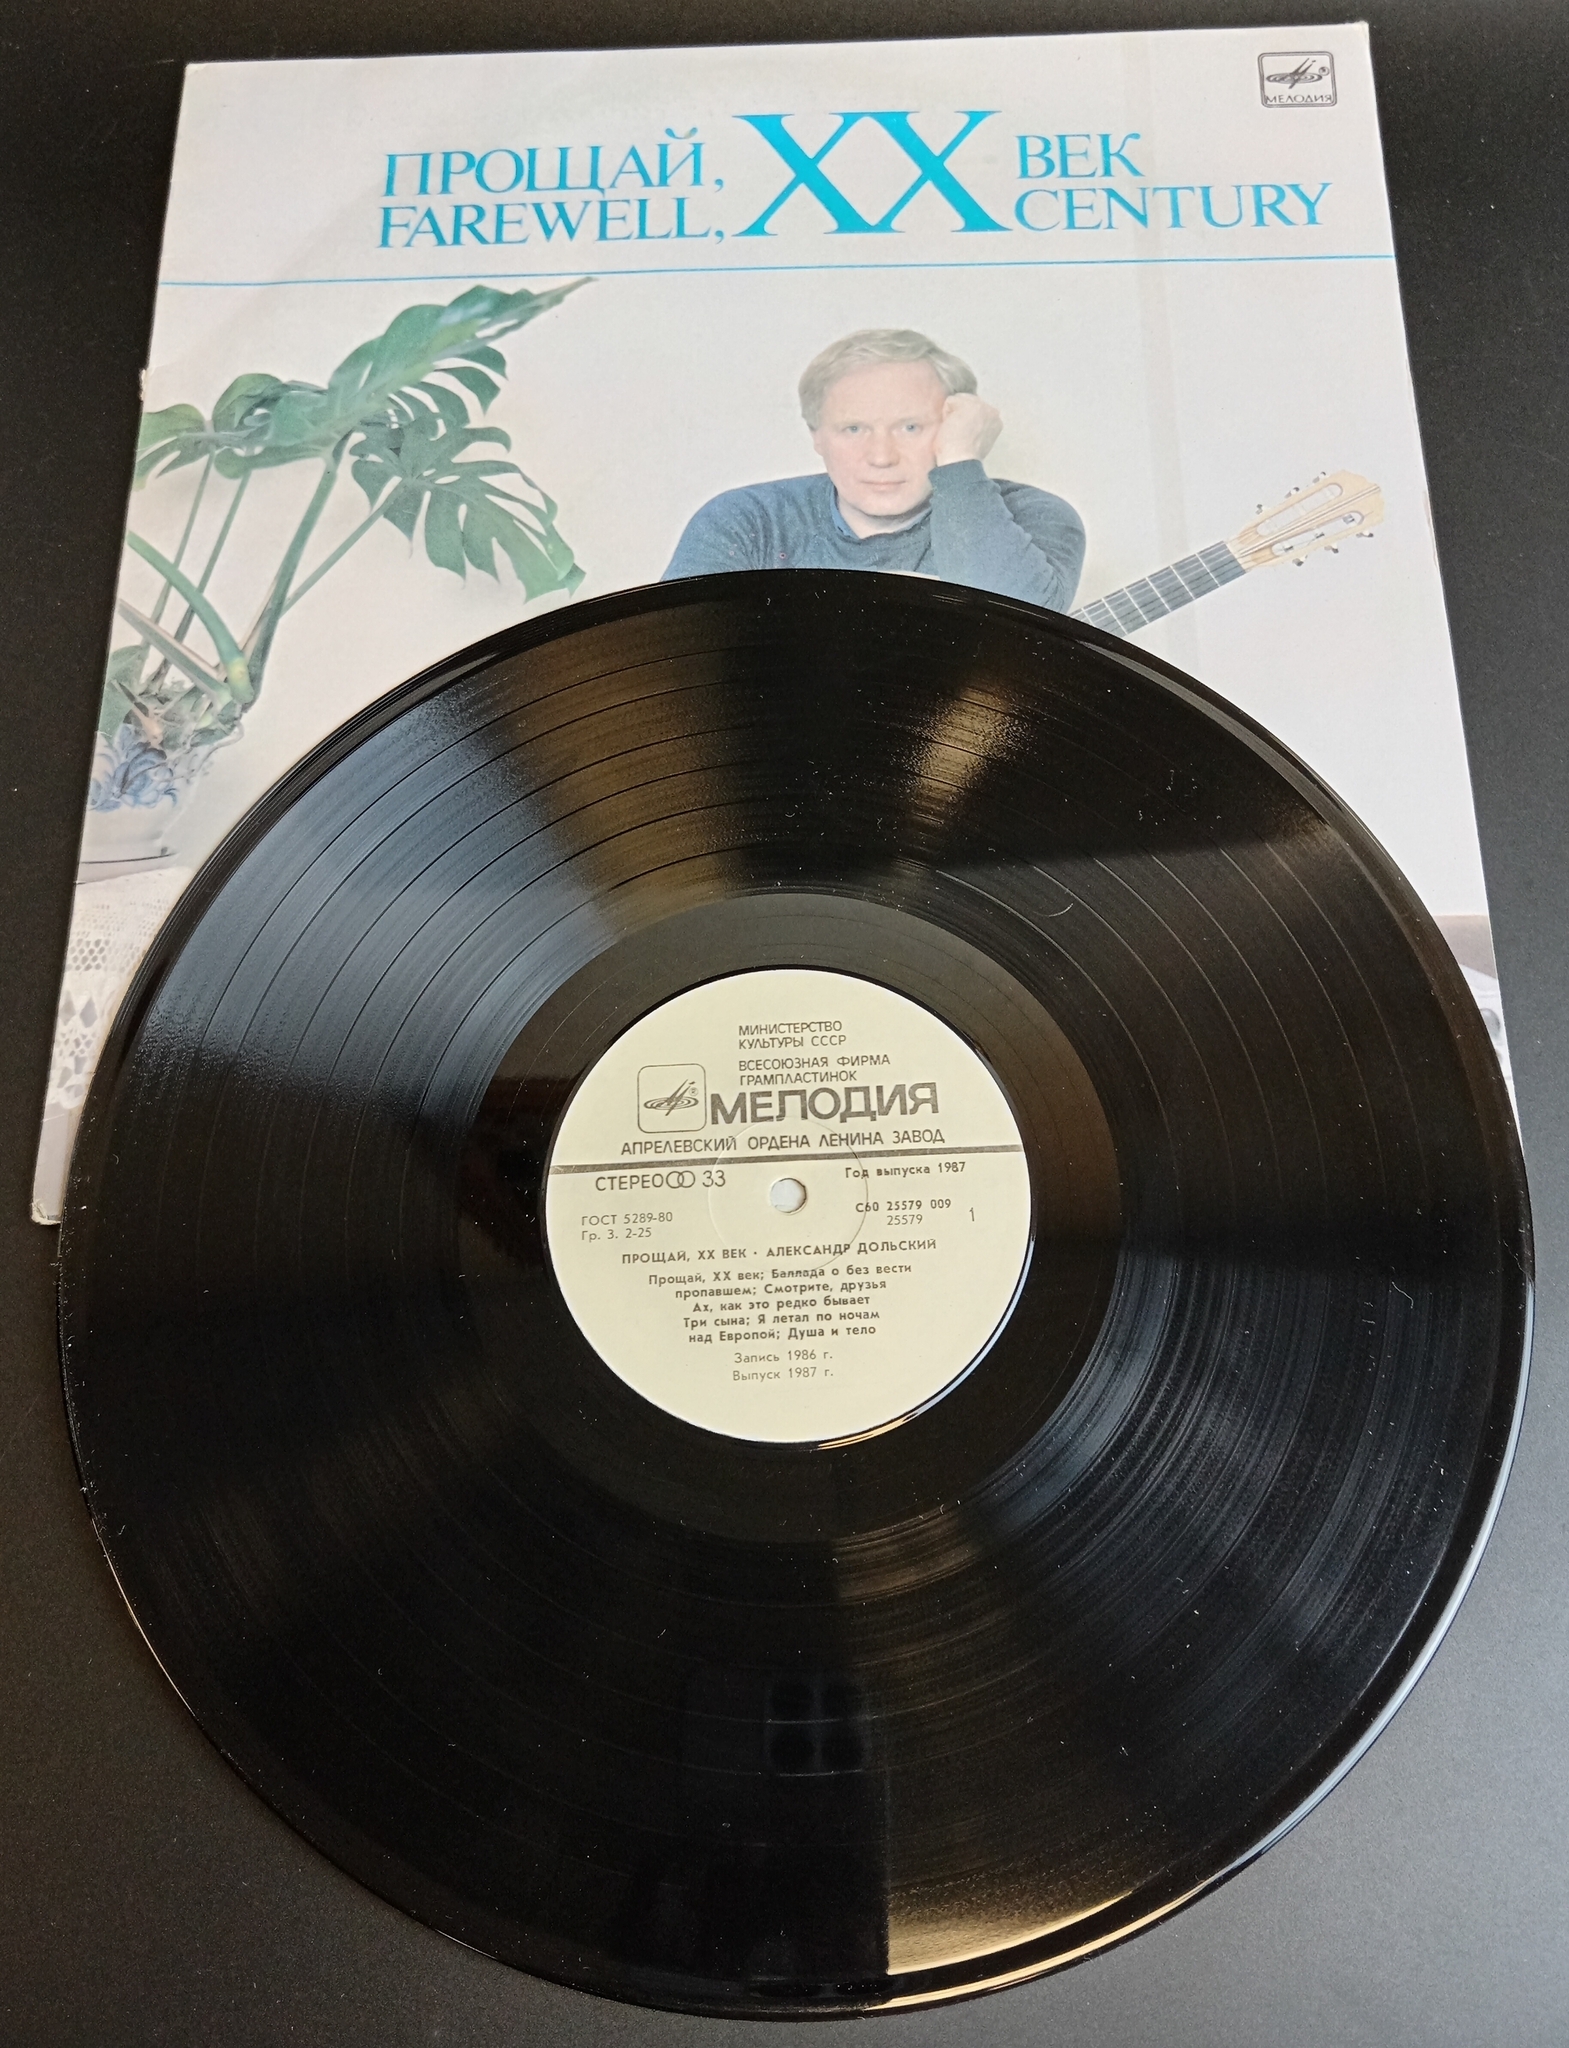 МЕЛОДИЯ
ПРОЩАЙ, XX ВЕК
FAREWELL, CENTURY
МИНИСТЕРСТВО
КУЛЬТУРЫ СССР
ВСЕСОЮЗНАЯ ФИРМА
ГРАМПЛАСТИНОК
МЕЛОДИЯ
АПРЕЛЕВСКИЙ ОРДЕНА ЛЕНИНА ЗАВОД
СТЕРЕО 33
Год выпуска 1987
ГОСТ 5289-80
Гр. 3. 2-25
С60 25579 009
25579
1
ПРОЩАЙ, XX ВЕК · АЛЕКСАНДР ДОЛЬСКИЙ
Прощай, XX век; Баллада о без вести
пропавшем; Смотрите, друзья
Ах, как это редко бывает
Три сына; Я летал по ночам
над Европой; Душа и тело
Запись 1986 г.
Выпуск 1987 г.